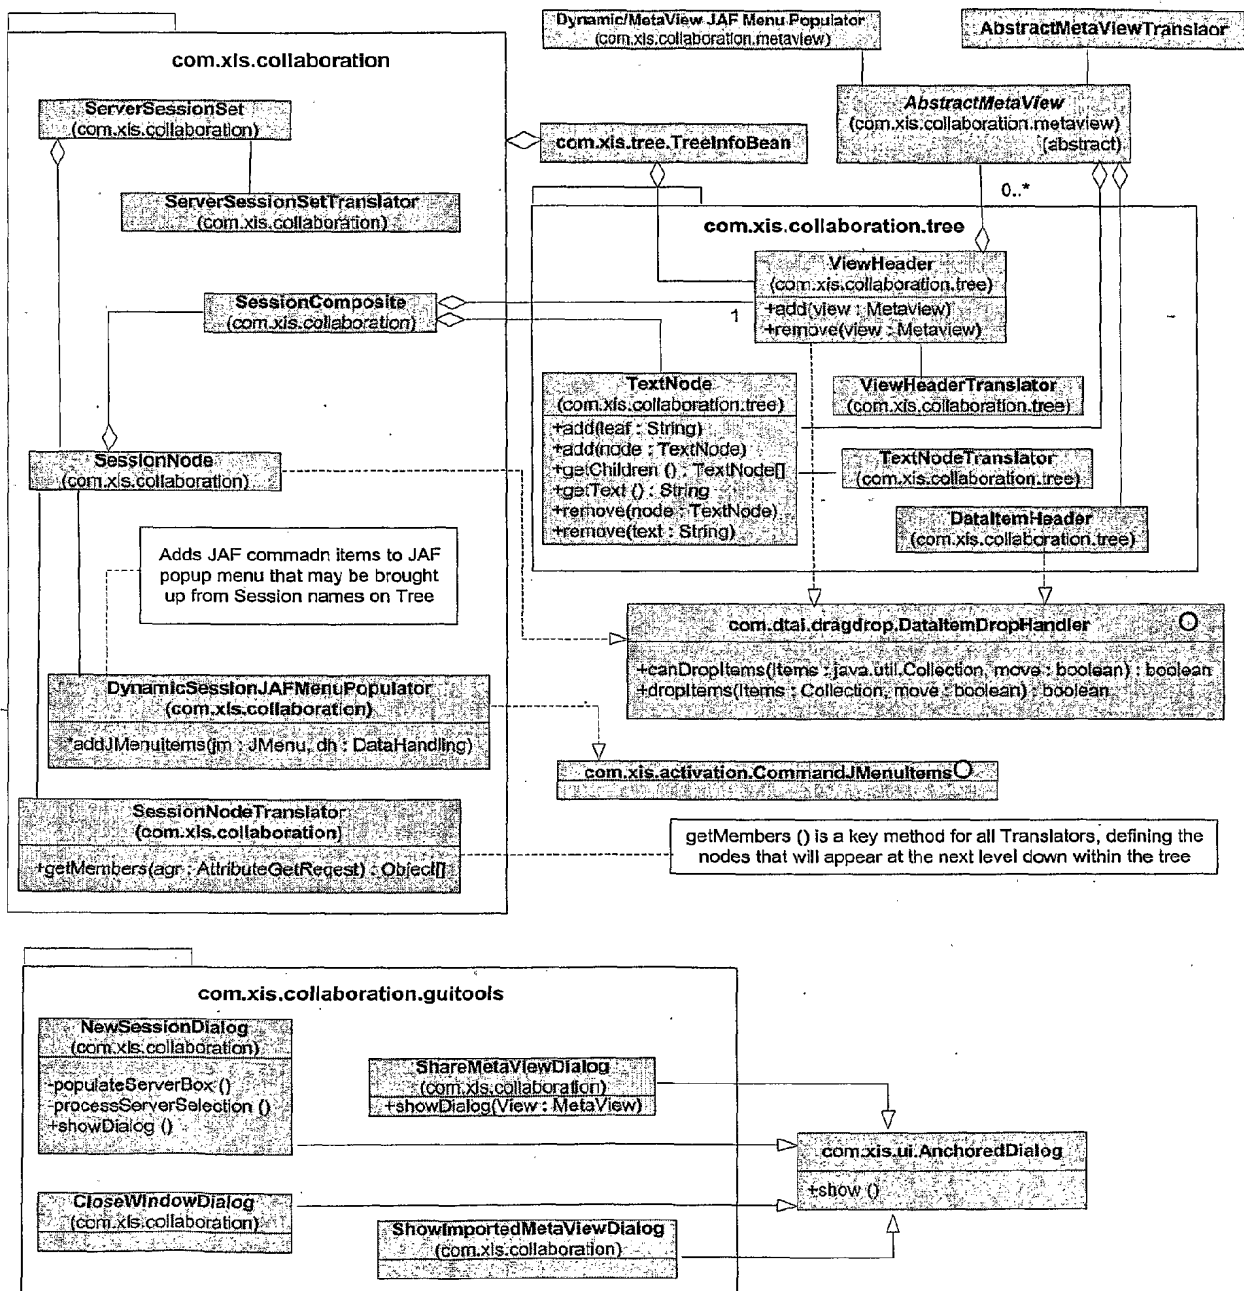 com.xis.collaboration
ServerSessionSet
(com.xis.collaboration)
ServerSessionSetTranslator
(com.xis.collaboration)
SessionComposite
(com.xis.collaboration)
SessionNode
(com.xis.collaboration)
Adds JAF commadn items to JAF
popup menu that may be brought
up from Session names on Tree
DynamicSessionJAFMenuPopulator
(com.xis.collaboration)
*addJMenuitems(jm : JMenu, dh : DataHandling)
SessionNodeTranslator
(com.xis.collaboration)
+getMembers(agr : AttributeGetReqest) : Object[]
Dynamic/MetaView JAF Menu Populator
(com.xis.collaboration.metaview)
AbstractMetaViewTranslaor
AbstractMetaView
(com.xis.collaboration.metaview)
{abstract}
com.xis.tree.TreeInfoBean
0..*
com.xis.collaboration.tree
ViewHeader
(com.xis.collaboration.tree)
+add(view : Metaview)
+remove(view : Metaview)
1
TextNode
(com.xis.collaboration.tree)
+add(leaf : String)
+add(node : TextNode)
+getChildren () : TextNode[]
+getText () : String
+remove(node : TextNode)
+remove(text : String)
ViewHeaderTranslator
(com.xis.collaboration.tree)
TextNodeTranslator
(com.xis.collaboration.tree)
DataItemHeader
(com.xis.collaboration.tree)
com.dtai.dragdrop.DataItemDropHandler
+canDropItems(Items : java.util.Collection, move : boolean) : boolean
+dropItems(Items : Collection, move : boolean) : boolean
com.xis.activation.CommandJMenuItems
getMembers () is a key method for all Translators, defining the
nodes that will appear at the next level down within the tree
com.xis.collaboration.guitools
NewSessionDialog
(com.xis.collaboration)
-populateServerBox ()
-processServerSelection ()
+showDialog ()
ShareMetaViewDialog
(com.xis.collaboration)
+showDialog(View : MetaView)
CloseWindowDialog
(com.xis.collaboration)
ShowImportedMetaViewDialog
(com.xis.collaboration)
com.xis.ui.AnchoredDialog
+show ()